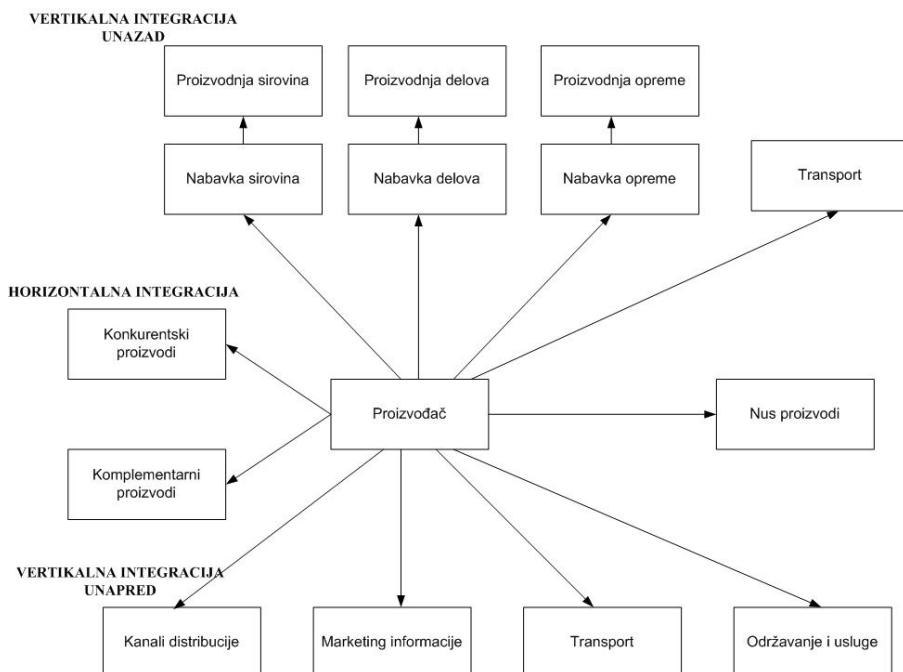 VERTIKALNA INTEGRACIJA
UNAZAD
Proizvodnja sirovina
Proizvodnja delova
Proizvodnja opreme
Nabavka sirovina
Nabavka delova
Nabavka opreme
Transport
HORIZONTALNA INTEGRACIJA
Konkurentski
proizvodi
Proizvođač
Nus proizvodi
Komplementarni
proizvodi
VERTIKALNA INTEGRACIJA
UNAPRED
Kanali distribucije
Marketing informacije
Transport
Održavanje i usluge